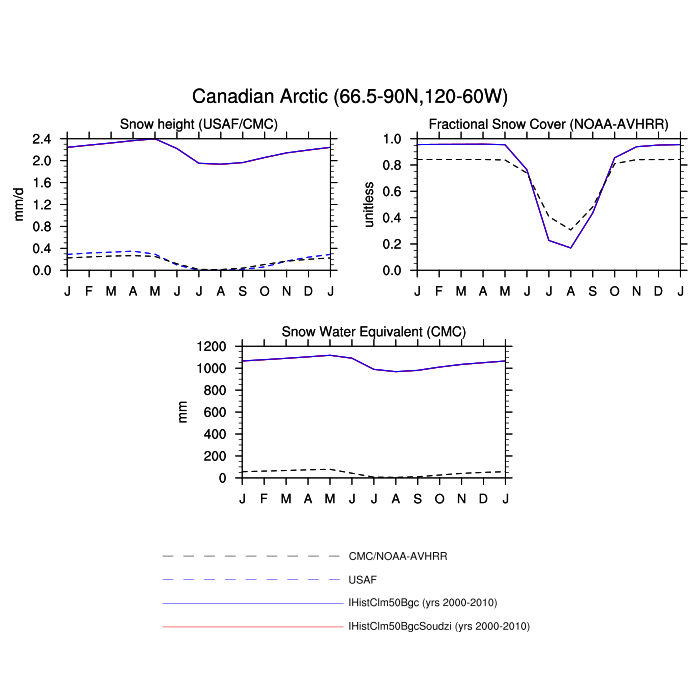 Canadian Arctic (66.5-90N,120-60W)
Snow height (USAF/CMC)
mm/d
2.4
2.0
1.6
1.2
0.8
0.4
0.0
J F M A M J J A S O N D J
Fractional Snow Cover (NOAA-AVHRR)
unitless
1.0
0.8
0.6
0.4
0.2
0.0
J F M A M J J A S O N D J
Snow Water Equivalent (CMC)
mm
1200
1000
800
600
400
200
0
J F M A M J J A S O N D J
CMC/NOAA-AVHRR
USAF
IHistClm50Bgc (yrs 2000-2010)
IHistClm50BgcSoudzi (yrs 2000-2010)